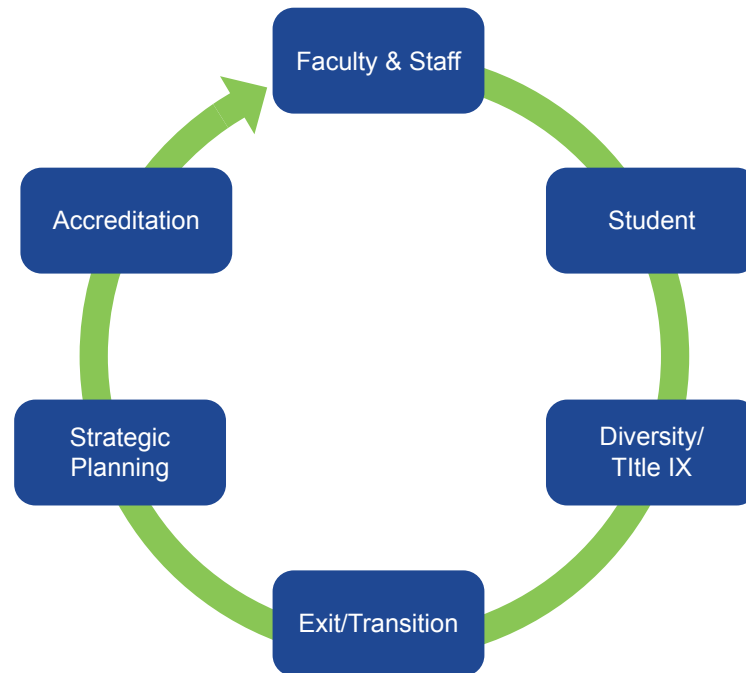 Faculty & Staff
Student
Diversity/
TItle IX
Exit/Transition
Strategic
Planning
Accreditation